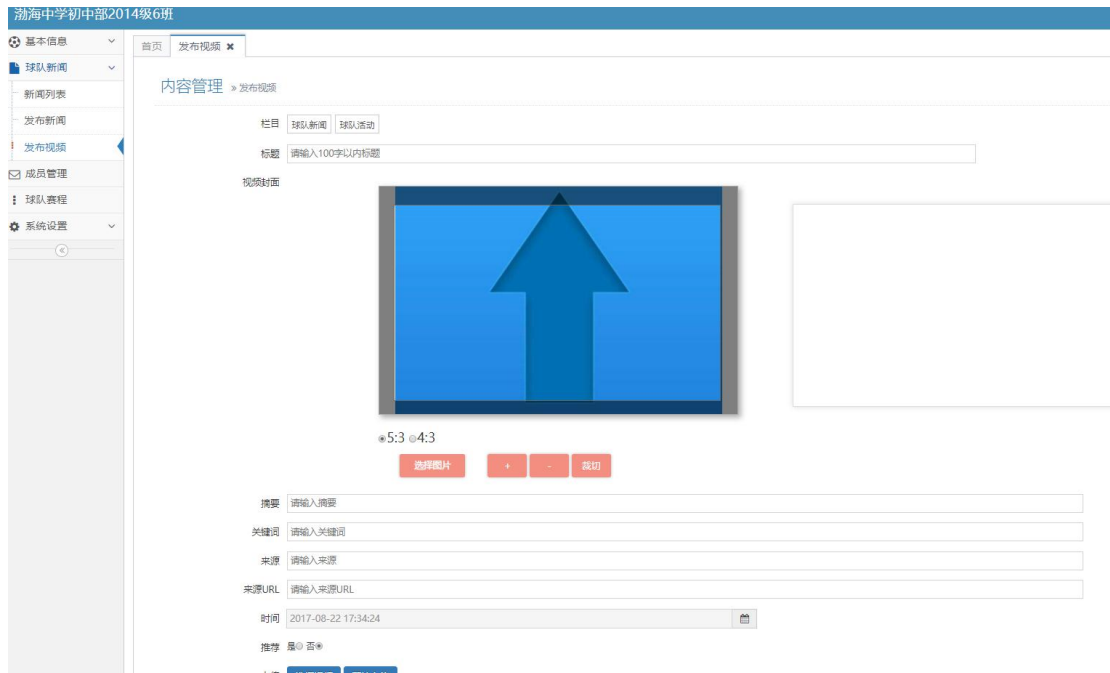 渤海中学初中部2014级6班
基本信息
球队新闻
新闻列表
发布新闻
发布视频
成员管理
球队赛程
系统设置
首页 发布视频 ✖
内容管理 » 发布视频
栏目 球队新闻 球队活动
标题 请输入100字以内标题
视频封面
5:3 4:3
选择图片 + - 裁切
摘要 请输入摘要
关键词 请输入关键词
来源 请输入来源
来源URL 请输入来源URL
时间 2017-08-22 17:34:24
推荐 是 否